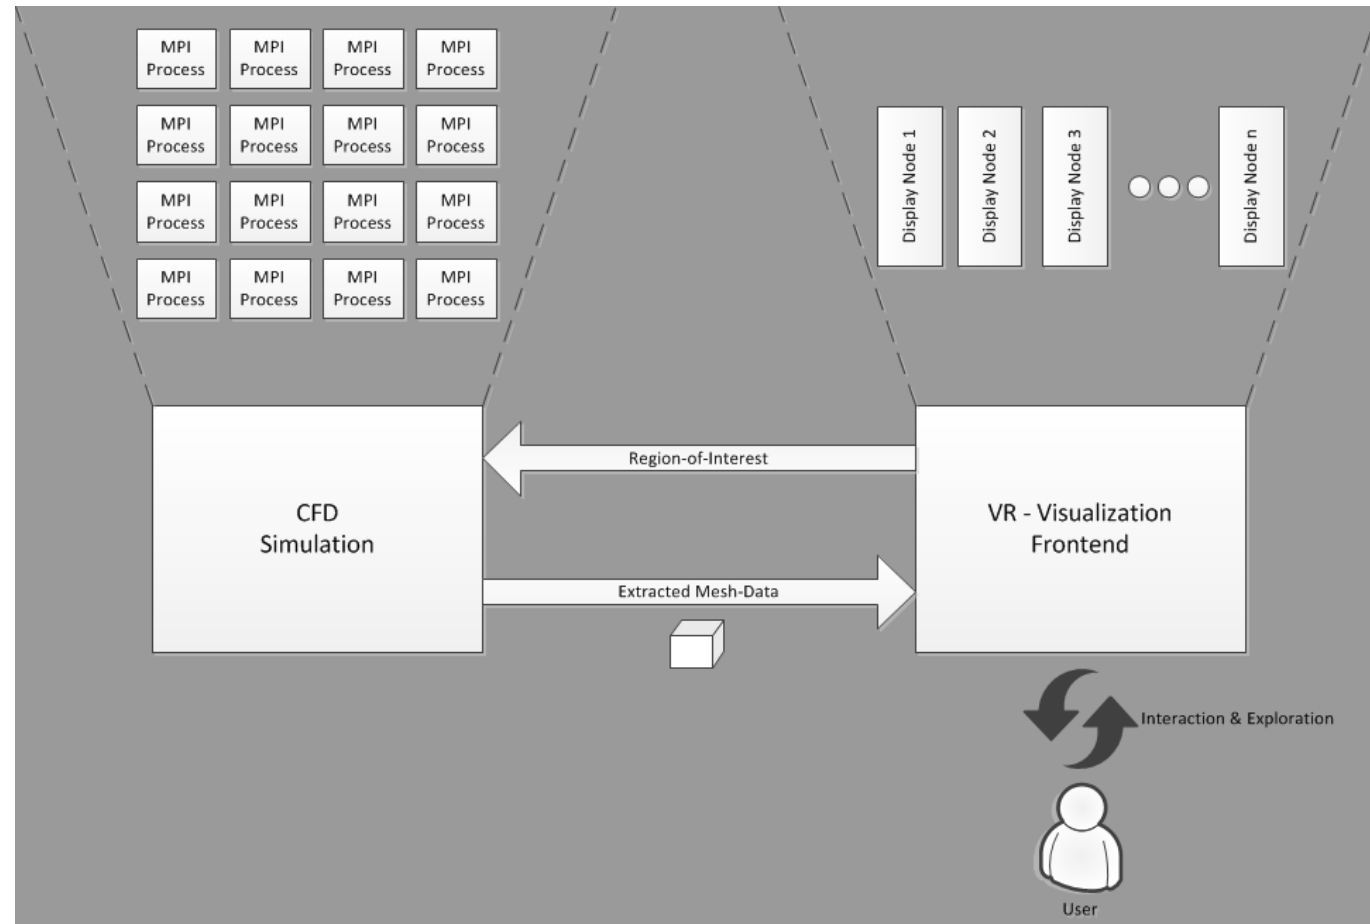 MPI
Process
MPI
Process
MPI
Process
MPI
Process
MPI
Process
MPI
Process
MPI
Process
MPI
Process
MPI
Process
MPI
Process
MPI
Process
MPI
Process
MPI
Process
MPI
Process
MPI
Process
MPI
Process
Display Node 1
Display Node 2
Display Node 3
Display Node n
CFD
Simulation
Region-of-Interest
Extracted Mesh-Data
VR - Visualization
Frontend
Interaction & Exploration
User